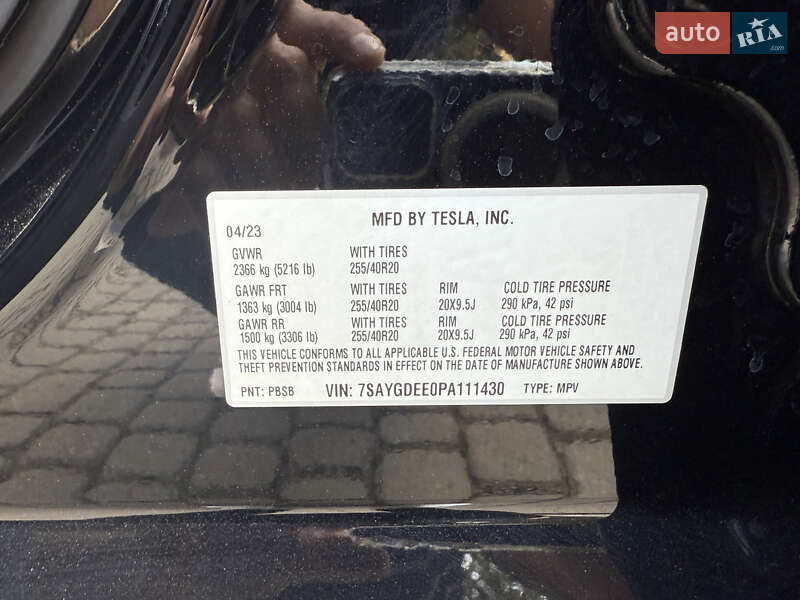 auto RIA .com
MFD BY TESLA, INC.
04/23
GVWR WITH TIRES
2366 kg (5216 lb) 255/40R20
GAWR FRT WITH TIRES RIM COLD TIRE PRESSURE
1363 kg (3004 lb) 255/40R20 20X9.5J 290 kPa, 42 psi
GAWR RR WITH TIRES RIM COLD TIRE PRESSURE
1500 kg (3306 lb) 255/40R20 20X9.5J 290 kPa, 42 psi
THIS VEHICLE CONFORMS TO ALL APPLICABLE U.S. FEDERAL MOTOR VEHICLE SAFETY AND
THEFT PREVENTION STANDARDS IN EFFECT ON THE DATE OF MANUFACTURE SHOWN ABOVE.
PNT: PBSB VIN: 7SAYGDEE0PA111430 TYPE: MPV